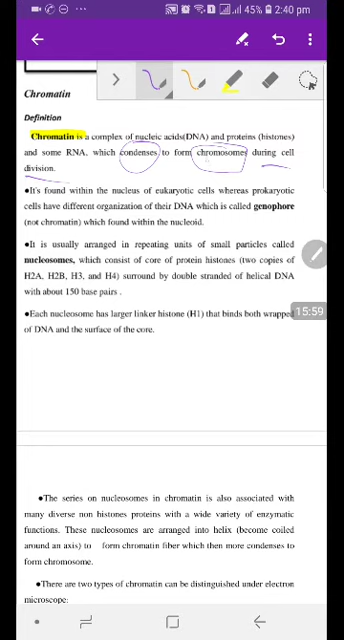 45% 2:40 pm
Chromatin
Definition
Chromatin is a complex of nucleic acids(DNA) and proteins (histones)
and some RNA, which condenses to form chromosomes during cell
division.
●It's found within the nucleus of eukaryotic cells whereas prokaryotic
cells have different organization of their DNA which is called genophore
(not chromatin) which found within the nucleoid.
●It is usually arranged in repeating units of small particles called
nucleosomes, which consist of core of protein histones (two copies of
H2A, H2B, H3, and H4) surround by double stranded of helical DNA
with about 150 base pairs .
15:59
●Each nucleosome has larger linker histone (H1) that binds both wrapped
of DNA and the surface of the core.
●The series on nucleosomes in chromatin is also associated with
many diverse non histones proteins with a wide variety of enzymatic
functions. These nucleosomes are arranged into helix (become coiled
around an axis) to form chromatin fiber which then more condenses to
form chromosome.
●There are two types of chromatin can be distinguished under electron
microscope: